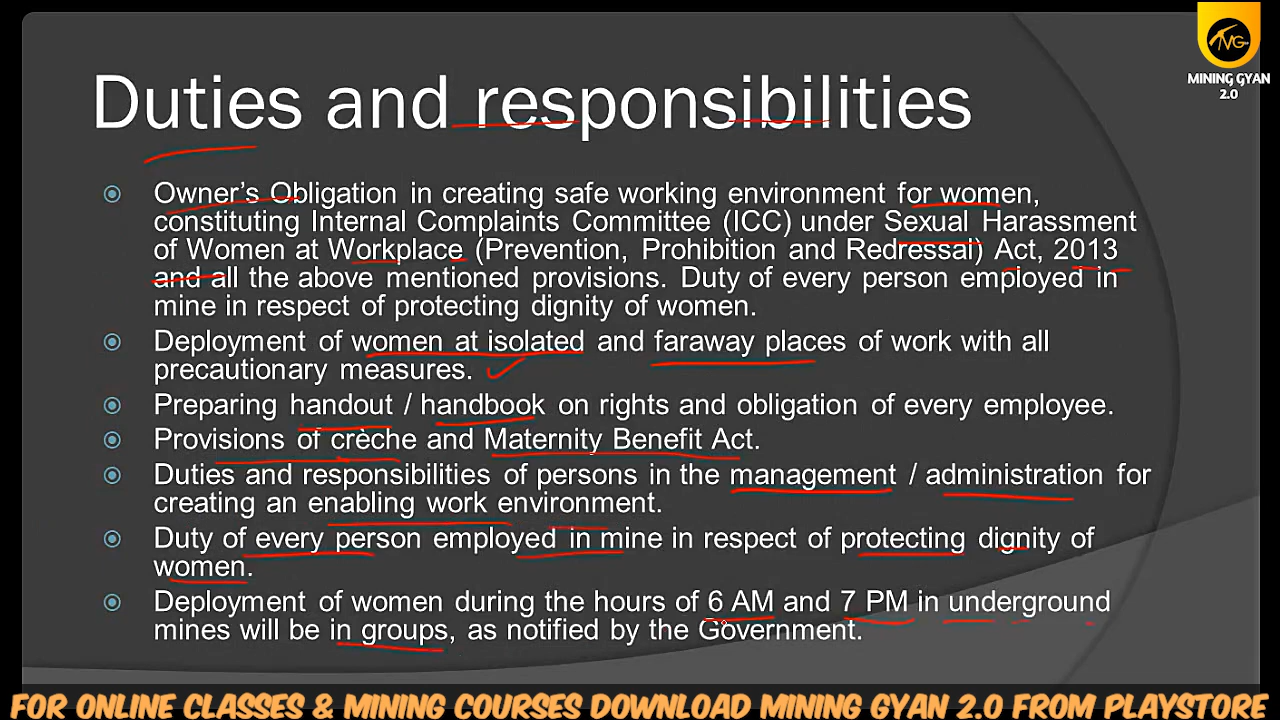 MINING GYAN
2.0
Duties and responsibilities
Owner's Obligation in creating safe working environment for women,
constituting Internal Complaints Committee (ICC) under Sexual Harassment
of Women at Workplace (Prevention, Prohibition and Redressal) Act, 2013
and all the above mentioned provisions. Duty of every person employed in
mine in respect of protecting dignity of women.
Deployment of women at isolated and faraway places of work with all
precautionary measures.
Preparing handout / handbook on rights and obligation of every employee.
Provisions of crèche and Maternity Benefit Act.
Duties and responsibilities of persons in the management / administration for
creating an enabling work environment.
Duty of every person employed in mine in respect of protecting dignity of
women.
Deployment of women during the hours of 6 AM and 7 PM in underground
mines will be in groups, as notified by the Government.
FOR ONLINE CLASSES & MINING COURSES DOWNLOAD MINING GYAN 2.0 FROM PLAYSTORE